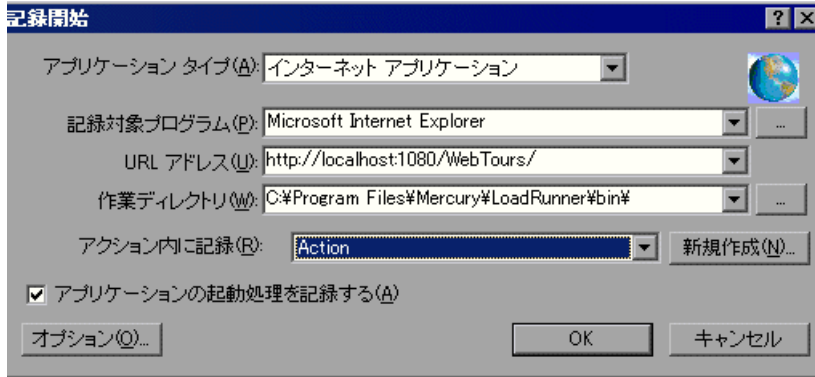 記録開始
アプリケーション タイプ(A): インターネット アプリケーション
記録対象プログラム(P): Microsoft Internet Explorer ...
URL アドレス(U): http://localhost:1080/WebTours/
作業ディレクトリ(W): C:¥Program Files¥Mercury¥LoadRunner¥bin¥ ...
アクション内に記録(R): Action 新規作成(N)...
アプリケーションの起動処理を記録する(A)
オプション(O)... OK キャンセル